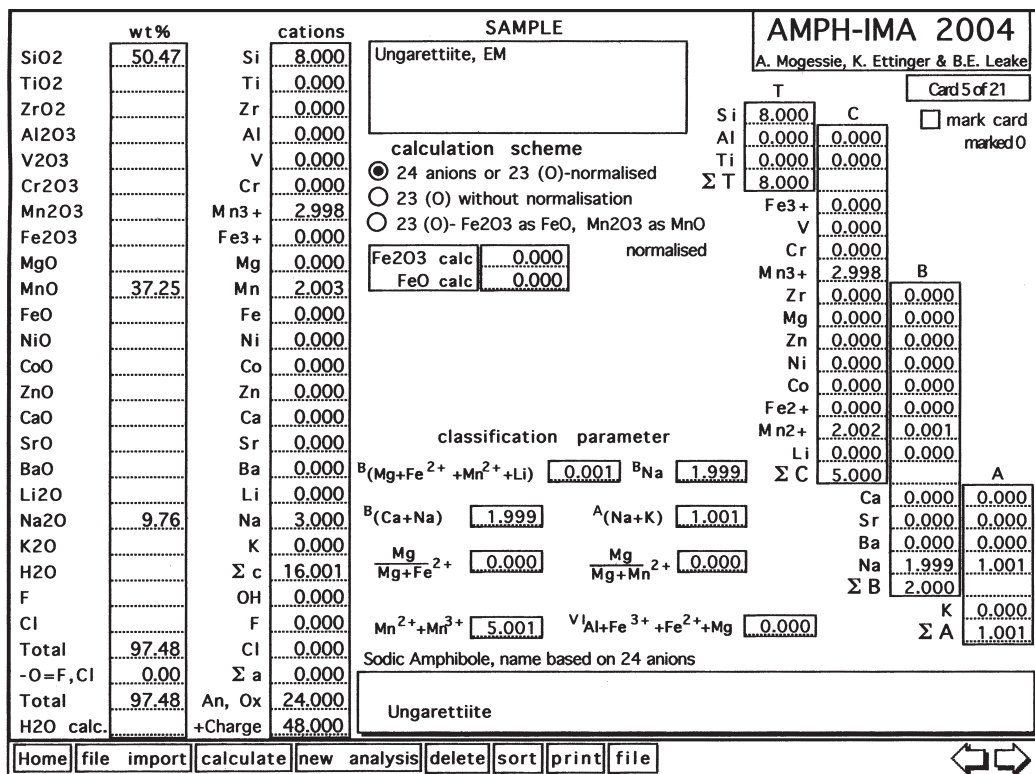 wt% cations
SiO2 50.47 Si 8.000
TiO2 Ti 0.000
ZrO2 Zr 0.000
Al2O3 Al 0.000
V2O3 V 0.000
Cr2O3 Cr 0.000
Mn2O3 Mn3+ 2.998
Fe2O3 Fe3+ 0.000
MgO Mg 0.000
MnO 37.25 Mn 2.003
FeO Fe 0.000
NiO Ni 0.000
CoO Co 0.000
ZnO Zn 0.000
CaO Ca 0.000
SrO Sr 0.000
BaO Ba 0.000
Li2O Li 0.000
Na2O 9.76 Na 3.000
K2O K 0.000
H2O Σ c 16.001
F OH 0.000
Cl F 0.000
Total 97.48 Cl 0.000
-O=F,Cl 0.00 Σ a 0.000
Total 97.48 An, Ox 24.000
H2O calc. +Charge 48.000
SAMPLE
Ungarettiite, EM
calculation scheme
24 anions or 23 (O)-normalised
23 (O) without normalisation
23 (O)- Fe2O3 as FeO, Mn2O3 as MnO
normalised
Fe2O3 calc 0.000
FeO calc 0.000
classification parameter
B(Mg+Fe2+ +Mn2+ +Li) 0.001 BNa 1.999
B(Ca+Na) 1.999 A(Na+K) 1.001
Mg/Mg+Fe2+ 0.000 Mg/Mg+Mn2+ 0.000
Mn2++Mn3+ 5.001 VIAl+Fe3+ +Fe2++Mg 0.000
Sodic Amphibole, name based on 24 anions
Ungarettiite
AMPH-IMA 2004
A. Mogessie, K. Ettinger & B.E. Leake
Card 5 of 21
mark card
marked 0
T
Si 8.000 C
Al 0.000 0.000
Ti 0.000 0.000
Σ T 8.000
Fe3+ 0.000
V 0.000
Cr 0.000
Mn3+ 2.998 B
Zr 0.000 0.000
Mg 0.000 0.000
Zn 0.000 0.000
Ni 0.000 0.000
Co 0.000 0.000
Fe2+ 0.000 0.000
Mn2+ 2.002 0.001
Li 0.000 0.000
Σ C 5.000 A
Ca 0.000 0.000
Sr 0.000 0.000
Ba 0.000 0.000
Na 1.999 1.001
Σ B 2.000
K 0.000
Σ A 1.001
Home file import calculate new analysis delete sort print file